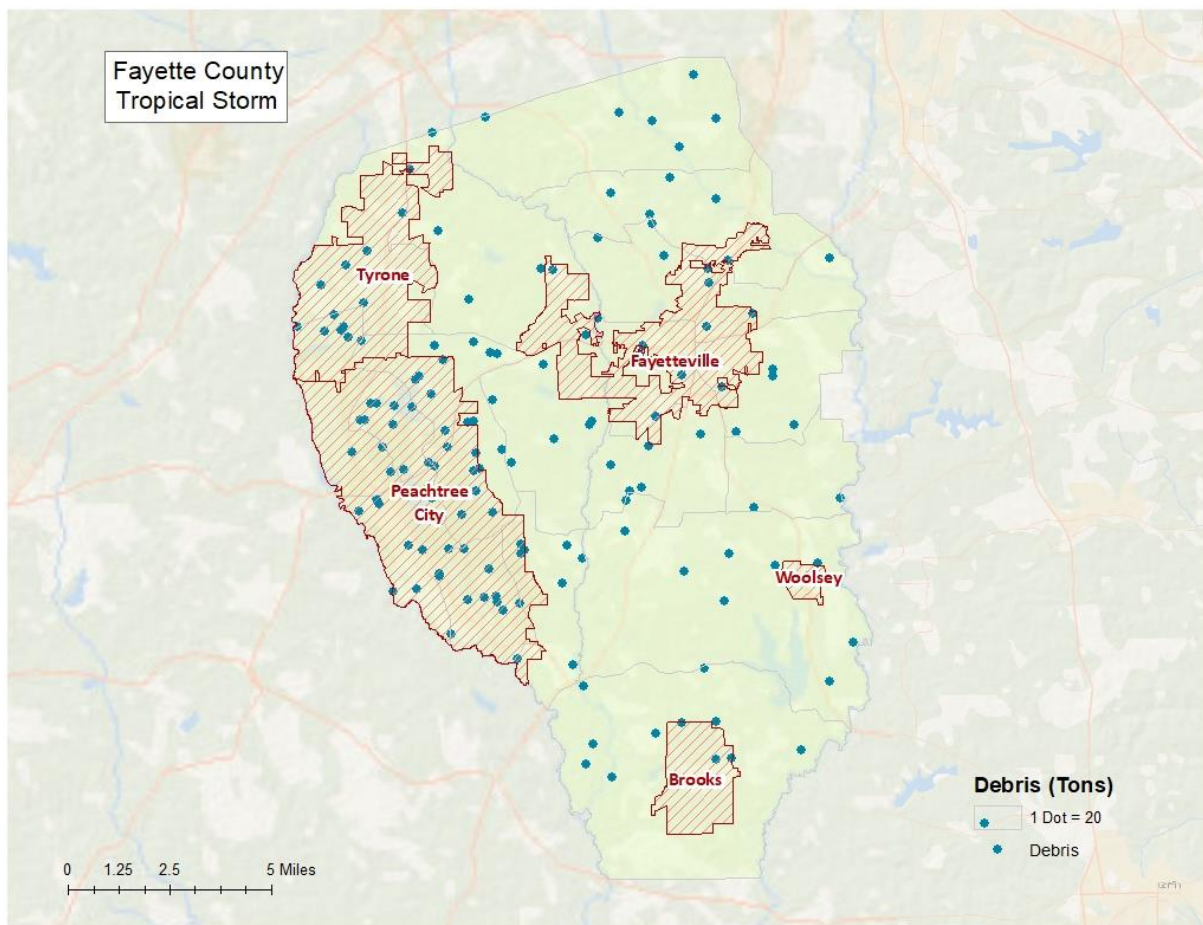 Fayette County
Tropical Storm
Tyrone
Fayetteville
Peachtree
City
Woolsey
Brooks
Debris (Tons)
1 Dot = 20
Debris
0 1.25 2.5 5 Miles